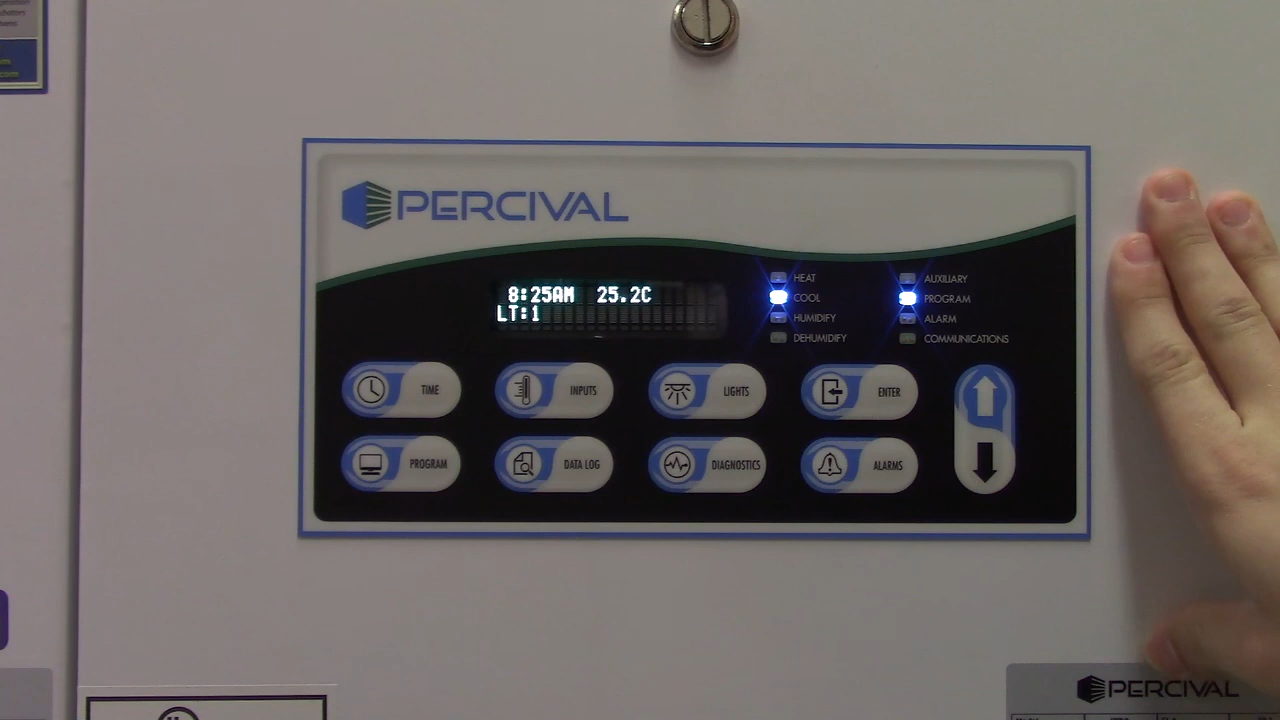 PERCIVAL
8:25AM 25.2C
LT:1
HEAT
COOL
HUMIDIFY
DEHUMIDIFY
AUXILIARY
PROGRAM
ALARM
COMMUNICATIONS
TIME
INPUTS
LIGHTS
ENTER
PROGRAM
DATA LOG
DIAGNOSTICS
ALARMS
PERCIVAL